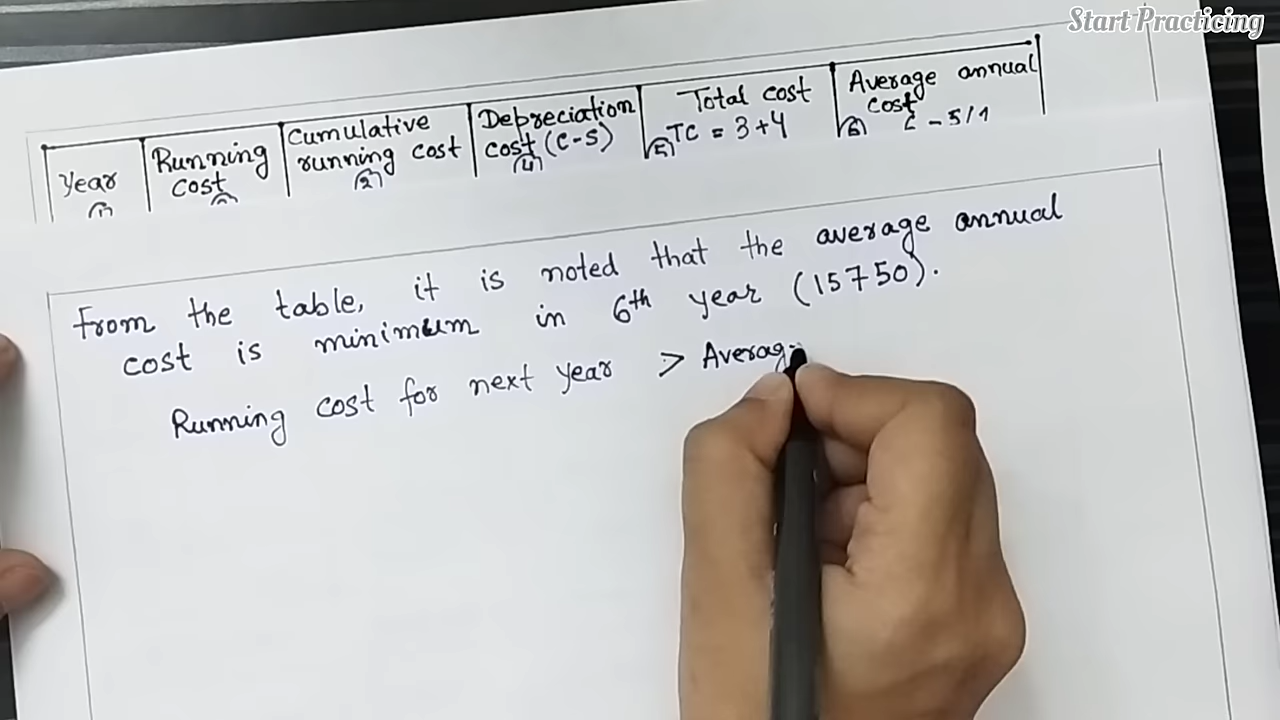 Start Practicing
Year Running cost Cumulative running cost Depreciation cost (C-S) Total cost TC = 3+4 Average annual cost
From the table, it is noted that the average annual
cost is minimum in 6th year (15750).
Running cost for next year > Averag